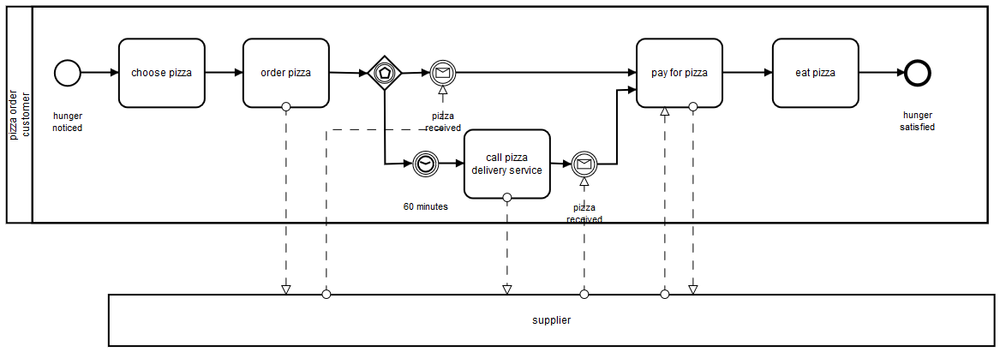 pizza order
customer
choose pizza
order pizza
pay for pizza
eat pizza
hunger
noticed
pizza
received
hunger
satisfied
call pizza
delivery service
60 minutes
pizza
received
supplier